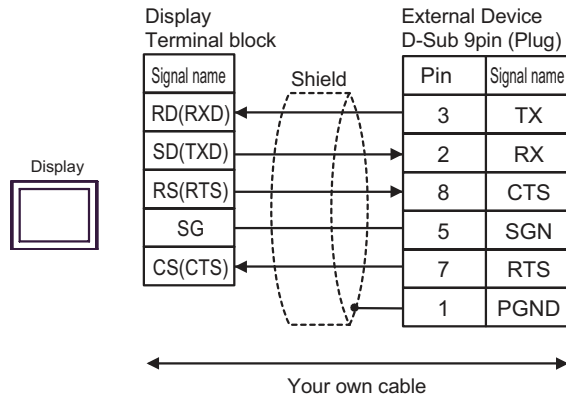 Display
Terminal block
External Device
D-Sub 9pin (Plug)
Signal name
Shield
Pin
Signal name
RD(RXD)
3
TX
SD(TXD)
2
RX
RS(RTS)
8
CTS
SG
5
SGN
CS(CTS)
7
RTS
1
PGND
Display
Your own cable